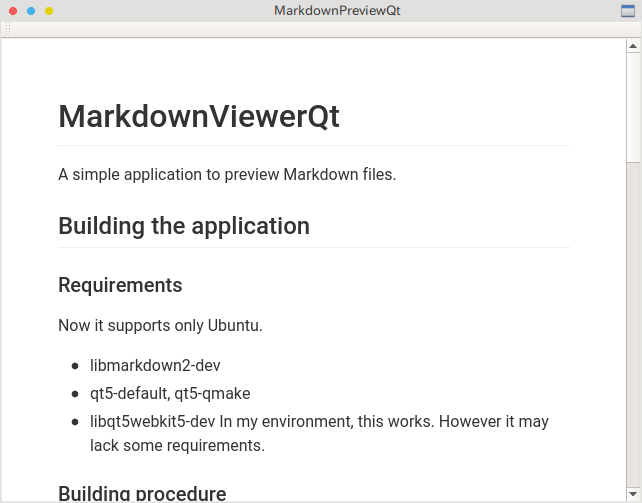 MarkdownPreviewQt
MarkdownViewerQt
A simple application to preview Markdown files.
Building the application
Requirements
Now it supports only Ubuntu.
libmarkdown2-dev
qt5-default, qt5-qmake
libqt5webkit5-dev In my environment, this works. However it may
lack some requirements.
Building procedure